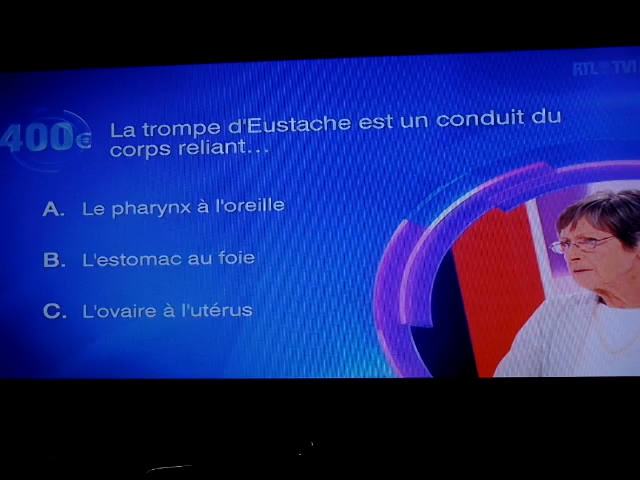 RTL TVI
400€
La trompe d'Eustache est un conduit du
corps reliant...
A. Le pharynx à l'oreille
B. L'estomac au foie
C. L'ovaire à l'utérus